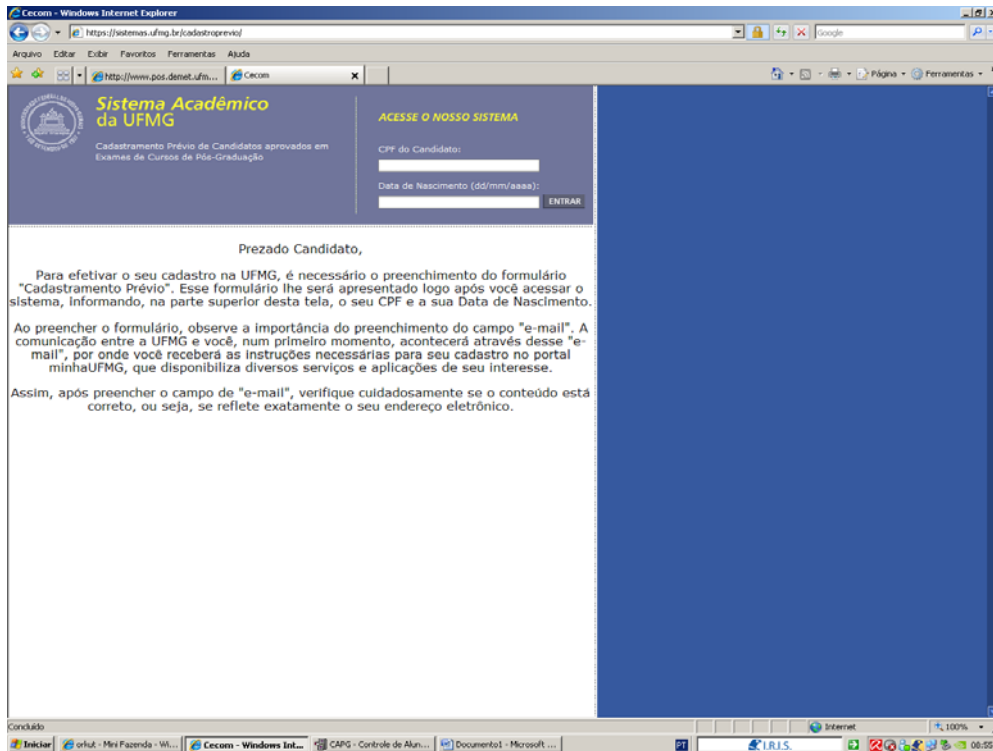 Cecom - Windows Internet Explorer
https://sistemas.ufmg.br/cadastroprevio/
Google
Arquivo Editar Exibir Favoritos Ferramentas Ajuda
http://www.pos.demet.ufm... Cecom
Página Ferramentas
Sistema Acadêmico
da UFMG
Cadastramento Prévio de Candidatos aprovados em
Exames de Cursos de Pós-Graduação
ACESSE O NOSSO SISTEMA
CPF do Candidato:
Data de Nascimento (dd/mm/aaaa):
ENTRAR
Prezado Candidato,
Para efetivar o seu cadastro na UFMG, é necessário o preenchimento do formulário
"Cadastramento Prévio". Esse formulário lhe será apresentado logo após você acessar o
sistema, informando, na parte superior desta tela, o seu CPF e a sua Data de Nascimento.
Ao preencher o formulário, observe a importância do preenchimento do campo "e-mail". A
comunicação entre a UFMG e você, num primeiro momento, acontecerá através desse "e-
mail", por onde você receberá as instruções necessárias para seu cadastro no portal
minhaUFMG, que disponibiliza diversos serviços e aplicações de seu interesse.
Assim, após preencher o campo de "e-mail", verifique cuidadosamente se o conteúdo está
correto, ou seja, se reflete exatamente o seu endereço eletrônico.
Concluído
Internet
100%
Iniciar
orkut - Mini Fazenda - Wi...
Cecom - Windows Int...
CAPG - Controle de Alun...
Documento1 - Microsoft ...
PT
I.R.I.S.